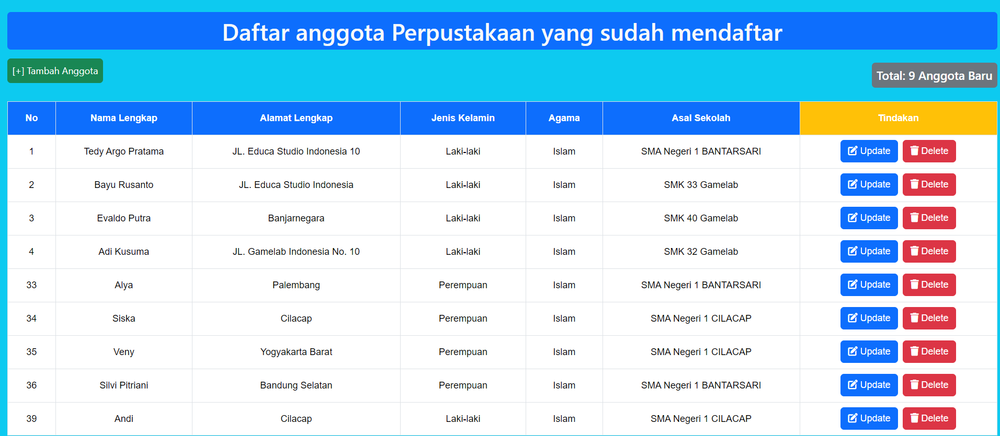 Daftar anggota Perpustakaan yang sudah mendaftar
[+] Tambah Anggota
Total: 9 Anggota Baru
No Nama Lengkap Alamat Lengkap Jenis Kelamin Agama Asal Sekolah Tindakan
1 Tedy Argo Pratama JL. Educa Studio Indonesia 10 Laki-laki Islam SMA Negeri 1 BANTARSARI Update Delete
2 Bayu Rusanto JL. Educa Studio Indonesia Laki-laki Islam SMK 33 Gamelab Update Delete
3 Evaldo Putra Banjarnegara Laki-laki Islam SMK 40 Gamelab Update Delete
4 Adi Kusuma JL. Gamelab Indonesia No. 10 Laki-laki Islam SMK 32 Gamelab Update Delete
33 Alya Palembang Perempuan Islam SMA Negeri 1 BANTARSARI Update Delete
34 Siska Cilacap Perempuan Islam SMA Negeri 1 CILACAP Update Delete
35 Veny Yogyakarta Barat Perempuan Islam SMA Negeri 1 CILACAP Update Delete
36 Silvi Pitriani Bandung Selatan Perempuan Islam SMA Negeri 1 BANTARSARI Update Delete
39 Andi Cilacap Laki-laki Islam SMA Negeri 1 CILACAP Update Delete